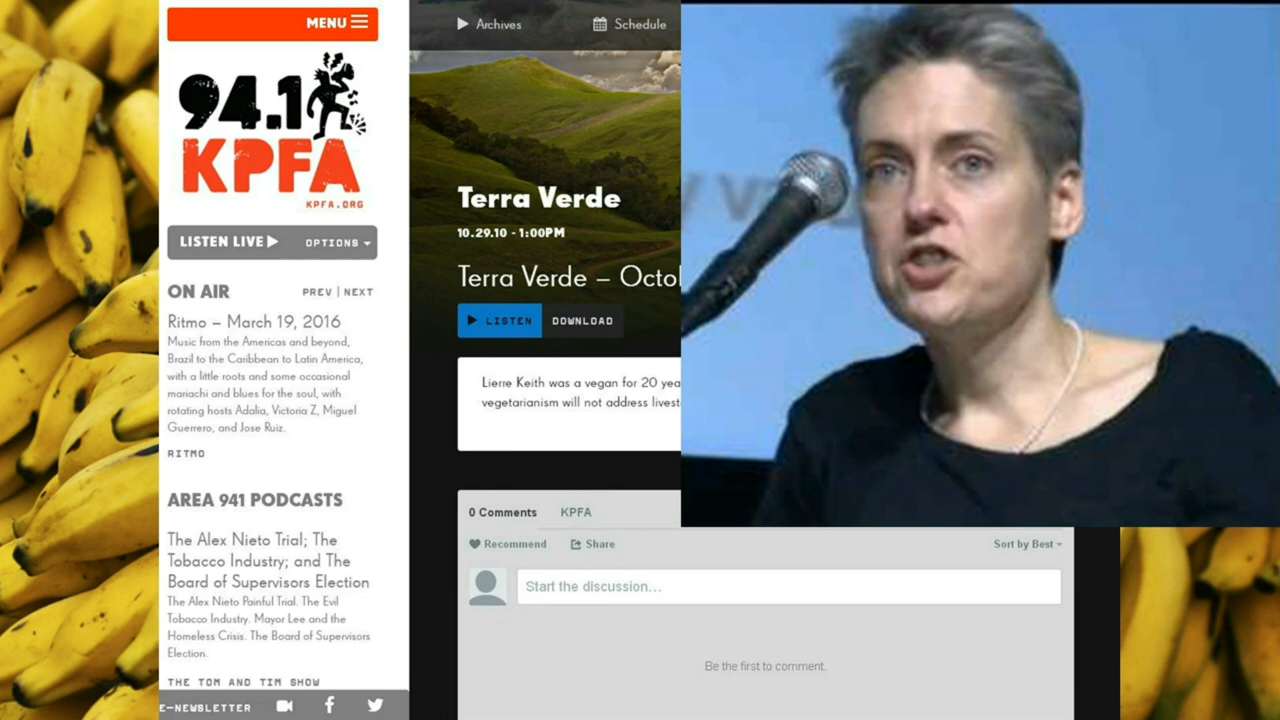 MENU
94.1
KPFA
KPFA.ORG
LISTEN LIVE
OPTIONS
ON AIR
PREV | NEXT
Ritmo – March 19, 2016
Music from the Americas and beyond,
Brazil to the Caribbean to Latin America,
with a little roots and some occasional
mariachi and blues for the soul, with
rotating hosts Adalia, Victoria Z, Miguel
Guerrero, and Jose Ruiz.
RITMO
AREA 941 PODCASTS
The Alex Nieto Trial; The
Tobacco Industry; and The
Board of Supervisors Election
The Alex Nieto Painful Trial. The Evil
Tobacco Industry. Mayor Lee and the
Homeless Crisis. The Board of Supervisors
Election.
THE TOM AND TIM SHOW
E-NEWSLETTER
Archives
Schedule
Terra Verde
10.29.10 - 1:00PM
Terra Verde – Octo
LISTEN
DOWNLOAD
Lierre Keith was a vegan for 20 yea
vegetarianism will not address livest
0 Comments
KPFA
Recommend
Share
Sort by Best
Start the discussion...
Be the first to comment.